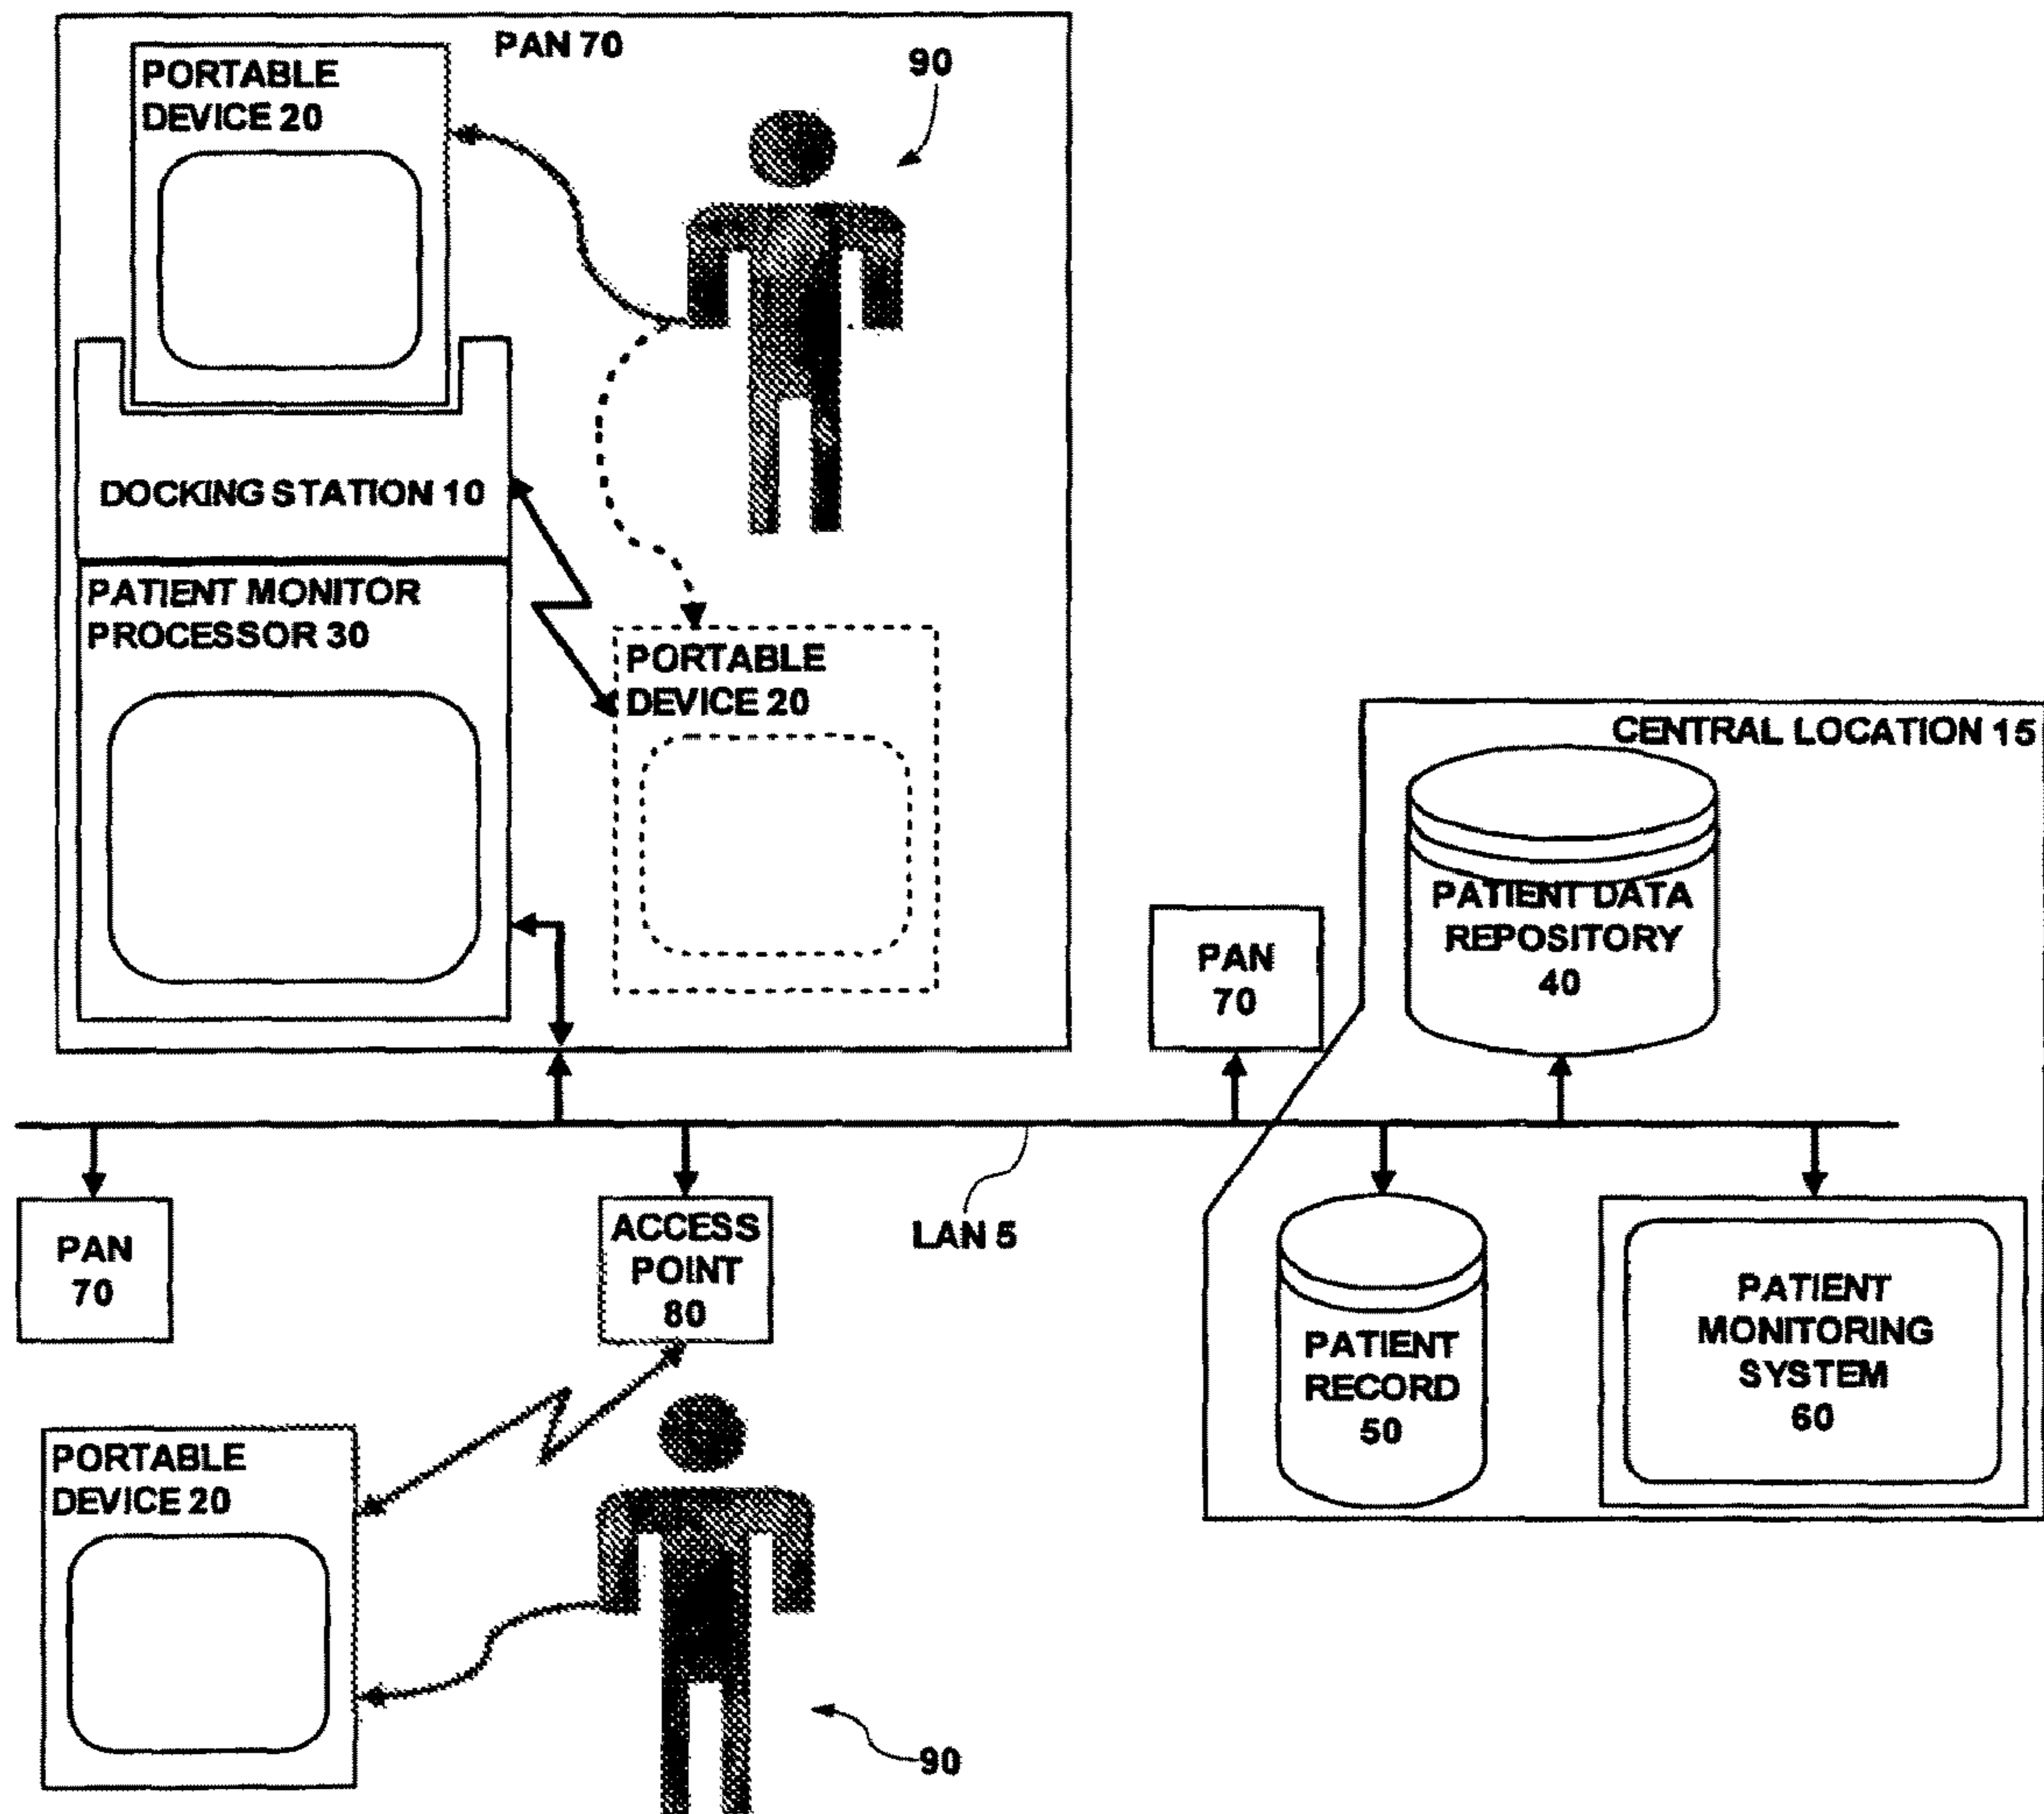 PAN 70
90
PORTABLE
DEVICE 20
DOCKING STATION 10
PATIENT MONITOR
PROCESSOR 30
PORTABLE
DEVICE 20
CENTRAL LOCATION 15
PATIENT DATA
REPOSITORY
40
PAN
70
PAN
70
ACCESS
POINT
80
LAN 5
PATIENT
RECORD
50
PATIENT
MONITORING
SYSTEM
60
PORTABLE
DEVICE 20
90